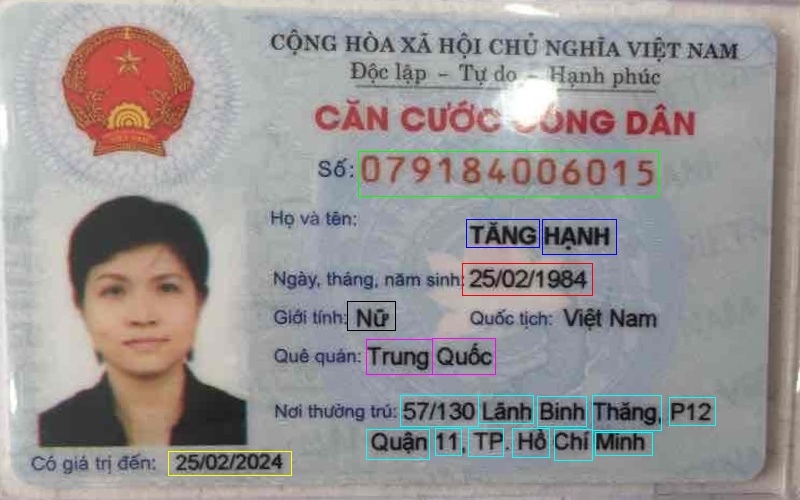 CỘNG HÒA XÃ HỘI CHỦ NGHĨA VIỆT NAM
Độc lập – Tự do – Hạnh phúc
CĂN CƯỚC CÔNG DÂN
Số: 079184006015
Họ và tên:
TĂNG HẠNH
Ngày, tháng, năm sinh: 25/02/1984
Giới tính: Nữ Quốc tịch: Việt Nam
Quê quán: Trung Quốc
Nơi thường trú: 57/130 Lãnh Binh Thăng, P12
Quận 11, TP. Hồ Chí Minh
Có giá trị đến: 25/02/2024